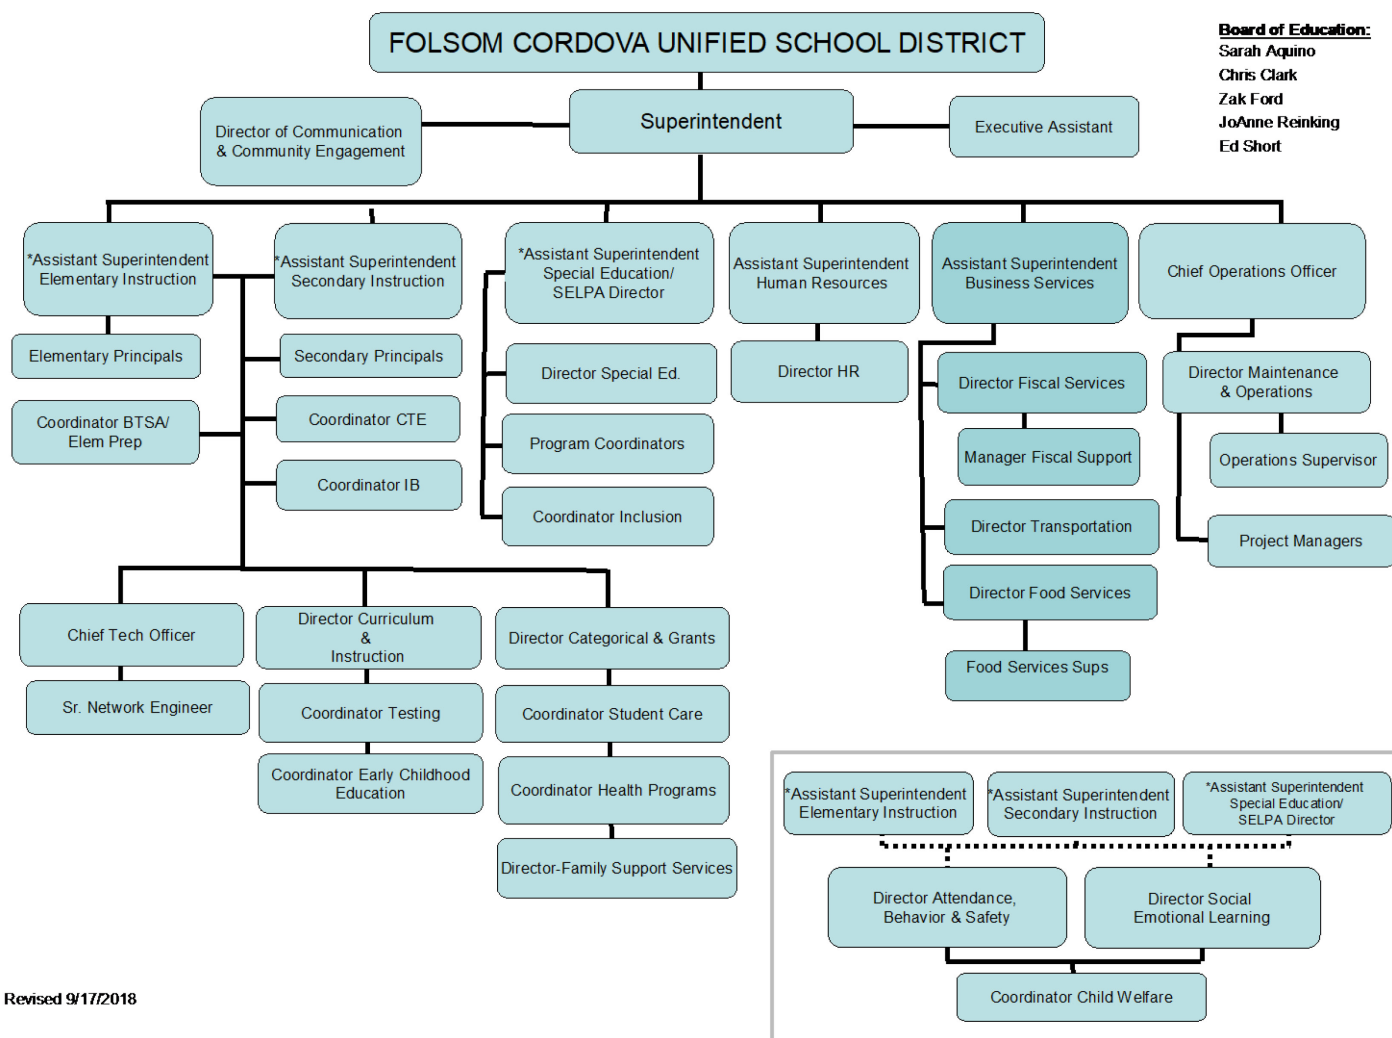 FOLSOM CORDOVA UNIFIED SCHOOL DISTRICT
Board of Education:
Sarah Aquino
Chris Clark
Zak Ford
JoAnne Reinking
Ed Short
Director of Communication
& Community Engagement
Superintendent
Executive Assistant
*Assistant Superintendent
Elementary Instruction
*Assistant Superintendent
Secondary Instruction
*Assistant Superintendent
Special Education/
SELPA Director
Assistant Superintendent
Human Resources
Assistant Superintendent
Business Services
Chief Operations Officer
Elementary Principals
Secondary Principals
Director Special Ed.
Director HR
Director Fiscal Services
Director Maintenance
& Operations
Coordinator BTSA/
Elem Prep
Coordinator CTE
Program Coordinators
Manager Fiscal Support
Operations Supervisor
Coordinator IB
Coordinator Inclusion
Director Transportation
Project Managers
Director Food Services
Food Services Sups
Chief Tech Officer
Director Curriculum
&
Instruction
Director Categorical & Grants
Sr. Network Engineer
Coordinator Testing
Coordinator Student Care
Coordinator Early Childhood
Education
Coordinator Health Programs
Director-Family Support Services
*Assistant Superintendent
Elementary Instruction
*Assistant Superintendent
Secondary Instruction
*Assistant Superintendent
Special Education/
SELPA Director
Director Attendance,
Behavior & Safety
Director Social
Emotional Learning
Coordinator Child Welfare
Revised 9/17/2018